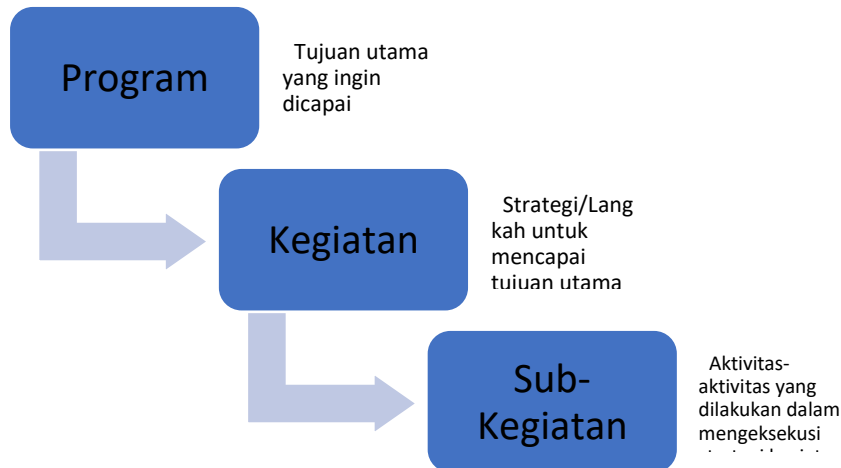 Program
Tujuan utama
yang ingin
dicapai
Kegiatan
Strategi/Lang
kah untuk
mencapai
tujuan utama
Sub-
Kegiatan
Aktivitas-
aktivitas yang
dilakukan dalam
mengeksekusi